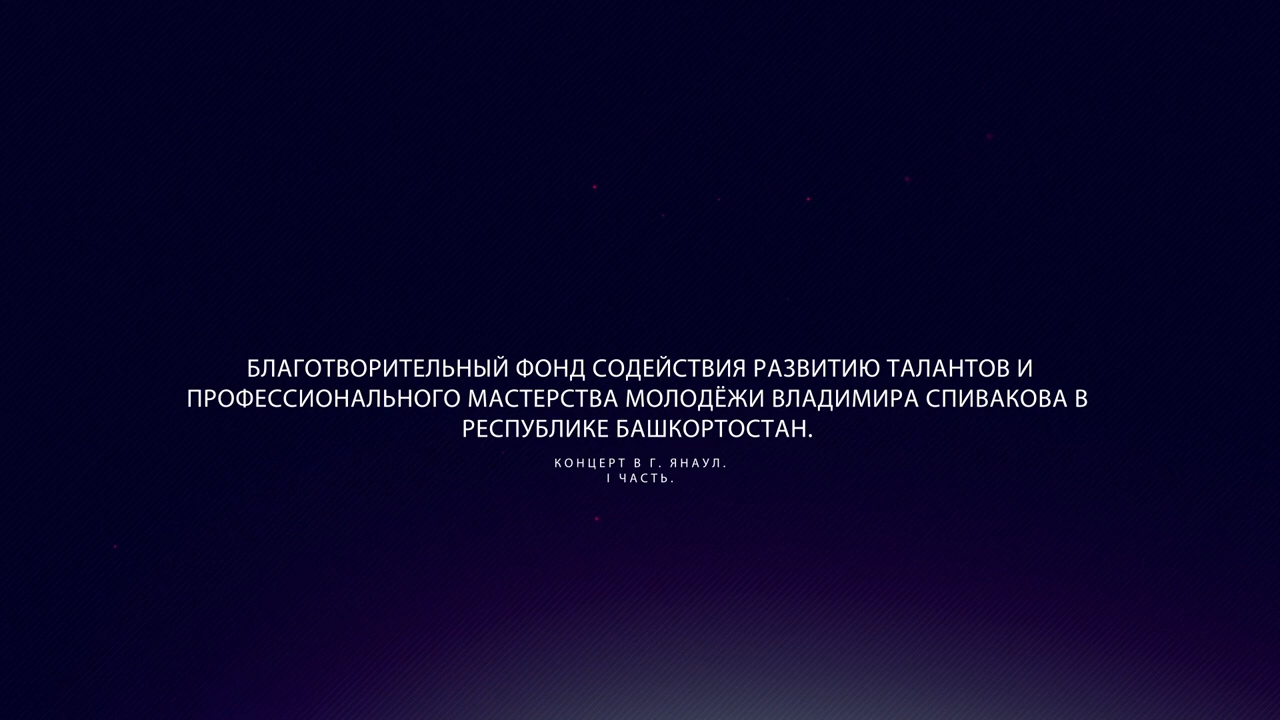 БЛАГОТВОРИТЕЛЬНЫЙ ФОНД СОДЕЙСТВИЯ РАЗВИТИЮ ТАЛАНТОВ И
ПРОФЕССИОНАЛЬНОГО МАСТЕРСТВА МОЛОДЁЖИ ВЛАДИМИРА СПИВАКОВА В
РЕСПУБЛИКЕ БАШКОРТОСТАН.
КОНЦЕРТ В Г. ЯНАУЛ.
I ЧАСТЬ.